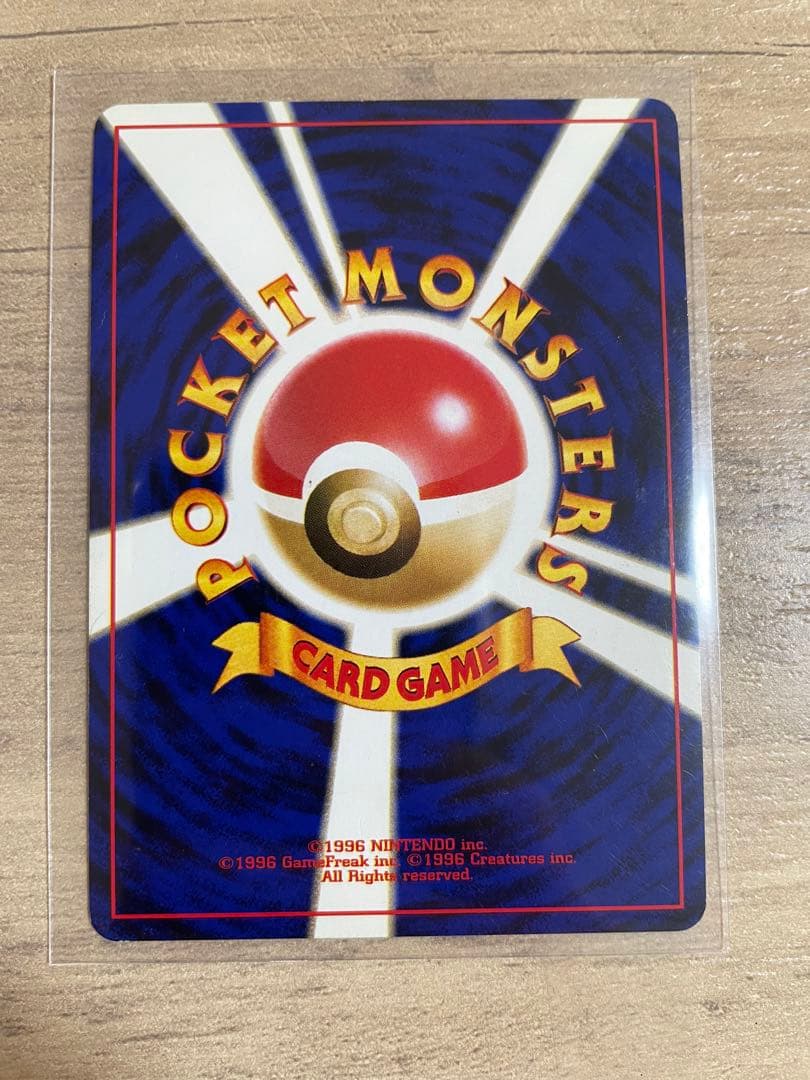 POCKET MONSTERS
CARD GAME
©1996 NINTENDO inc.
©1996 GameFreak inc. ©1996 Creatures inc.
All Rights reserved.